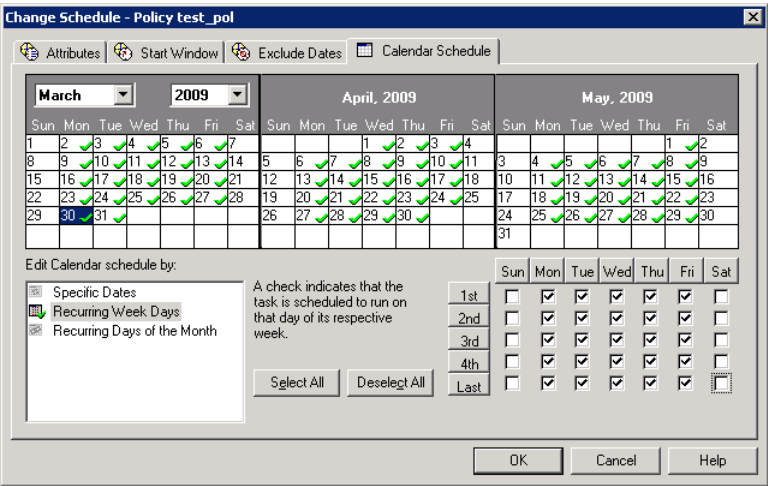 Change Schedule - Policy test_pol
Attributes Start Window Exclude Dates Calendar Schedule
March 2009 April, 2009 May, 2009
Sun Mon Tue Wed Thu Fri Sat Sun Mon Tue Wed Thu Fri Sat Sun Mon Tue Wed Thu Fri Sat
1 2 3 4 5 6 7 1 2 3 4 1 2
8 9 10 11 12 13 14 5 6 7 8 9 10 11 3 4 5 6 7 8 9
15 16 17 18 19 20 21 12 13 14 15 16 17 18 10 11 12 13 14 15 16
22 23 24 25 26 27 28 19 20 21 22 23 24 25 17 18 19 20 21 22 23
29 30 31 26 27 28 29 30 24 25 26 27 28 29 30
31
Edit Calendar schedule by:
Specific Dates
Recurring Week Days
Recurring Days of the Month
A check indicates that the
task is scheduled to run on
that day of its respective
week.
Select All Deselect All
Sun Mon Tue Wed Thu Fri Sat
1st
2nd
3rd
4th
Last
OK Cancel Help